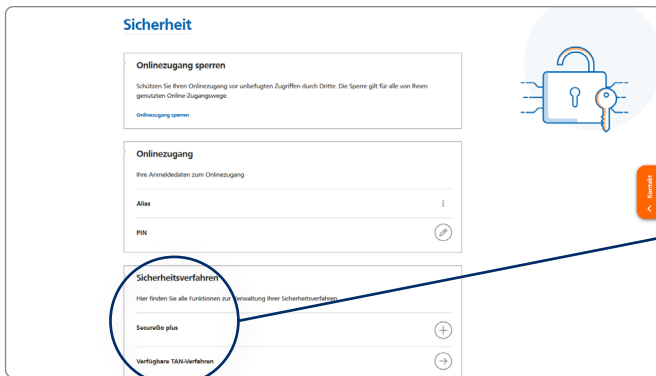 Sicherheit
Onlinezugang sperren
Schützen Sie Ihren Onlinezugang vor unbefugten Zugriffen durch Dritte. Die Sperre gilt für alle von Ihnen
genutzten Online-Zugangswege.
Onlinezugang sperren
Onlinezugang
Ihre Anmeldedaten zum Onlinezugang
Alias
PIN
Kontakt
Sicherheitsverfahren
Hier finden Sie alle Funktionen zur Verwaltung Ihrer Sicherheitsverfahren
SecureGo plus
Verfügbare TAN-Verfahren